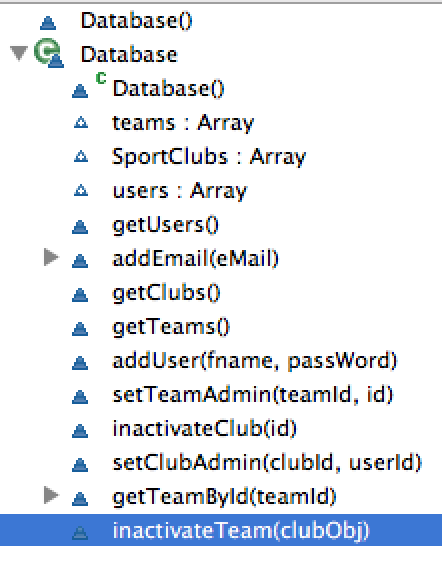 Database()
Database
C Database()
teams : Array
SportClubs : Array
users : Array
getUsers()
addEmail(eMail)
getClubs()
getTeams()
addUser(fname, passWord)
setTeamAdmin(teamId, id)
inactivateClub(id)
setClubAdmin(clubId, userId)
getTeamById(teamId)
inactivateTeam(clubObj)